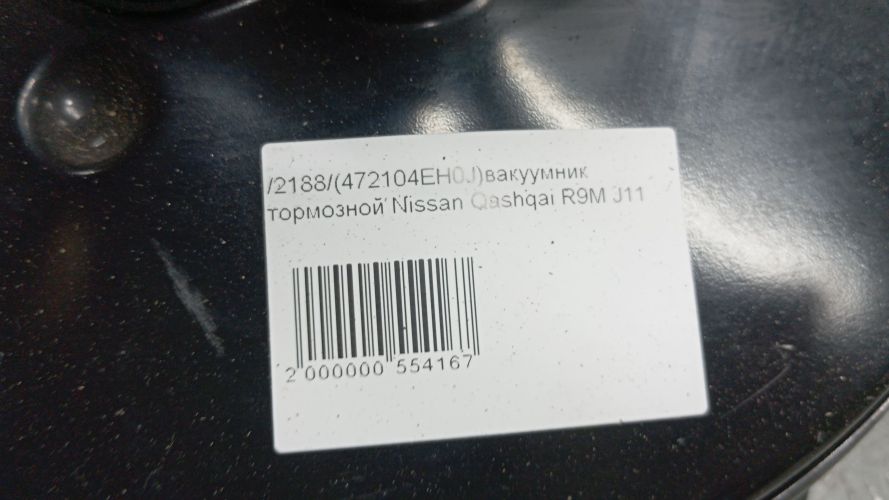 /2188/(472104EH0J)вакуумник
тормозной Nissan Qashqai R9M J11
2 000000 554167